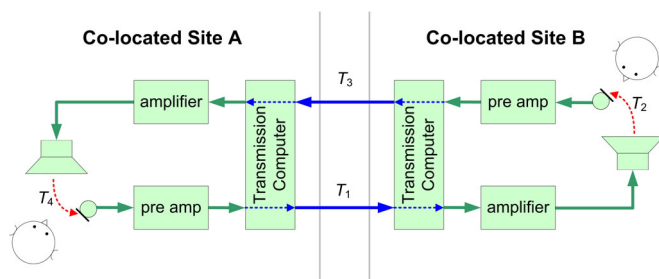 Co-located Site A
Co-located Site B
amplifier
T3
pre amp
T2
Transmission
Computer
Transmission
Computer
T4
pre amp
T1
amplifier